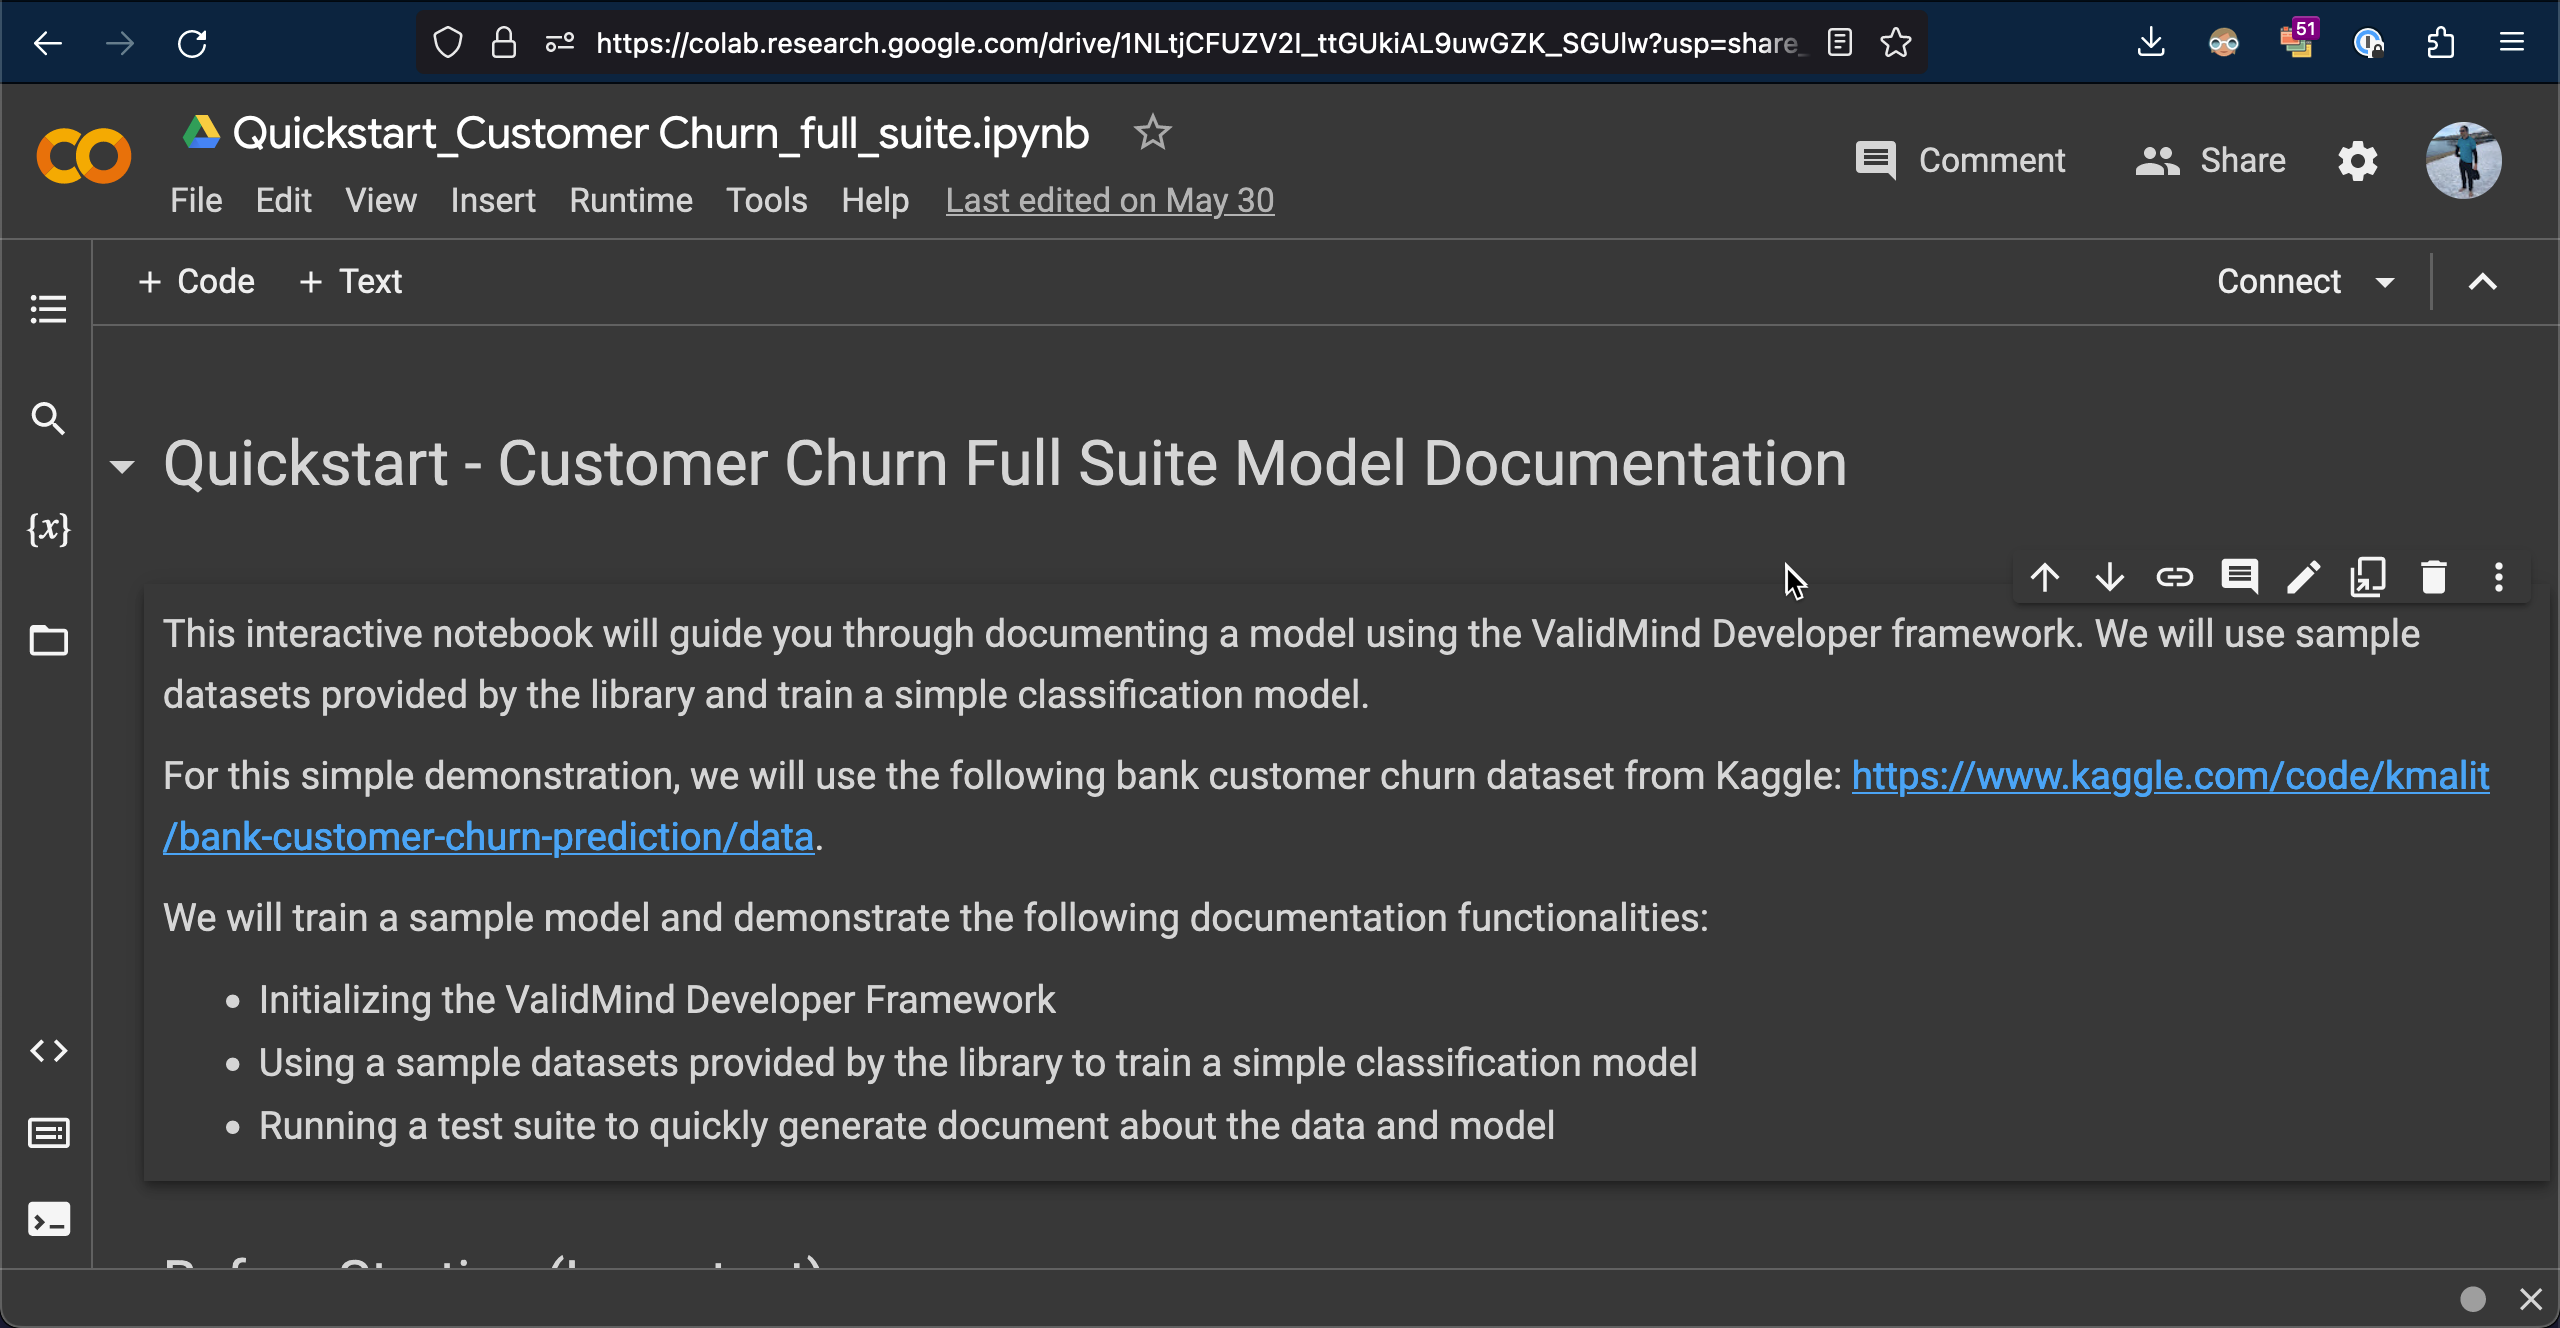 https://colab.research.google.com/drive/1NLtjCFUZV2I_ttGUkiAL9uwGZK_SGUlw?usp=share_
51
Quickstart_Customer Churn_full_suite.ipynb
File Edit View Insert Runtime Tools Help Last edited on May 30
Comment Share
+ Code + Text
Connect
Quickstart - Customer Churn Full Suite Model Documentation
{x}
This interactive notebook will guide you through documenting a model using the ValidMind Developer framework. We will use sample
datasets provided by the library and train a simple classification model.
For this simple demonstration, we will use the following bank customer churn dataset from Kaggle: https://www.kaggle.com/code/kmalit
/bank-customer-churn-prediction/data.
We will train a sample model and demonstrate the following documentation functionalities:
• Initializing the ValidMind Developer Framework
• Using a sample datasets provided by the library to train a simple classification model
• Running a test suite to quickly generate document about the data and model